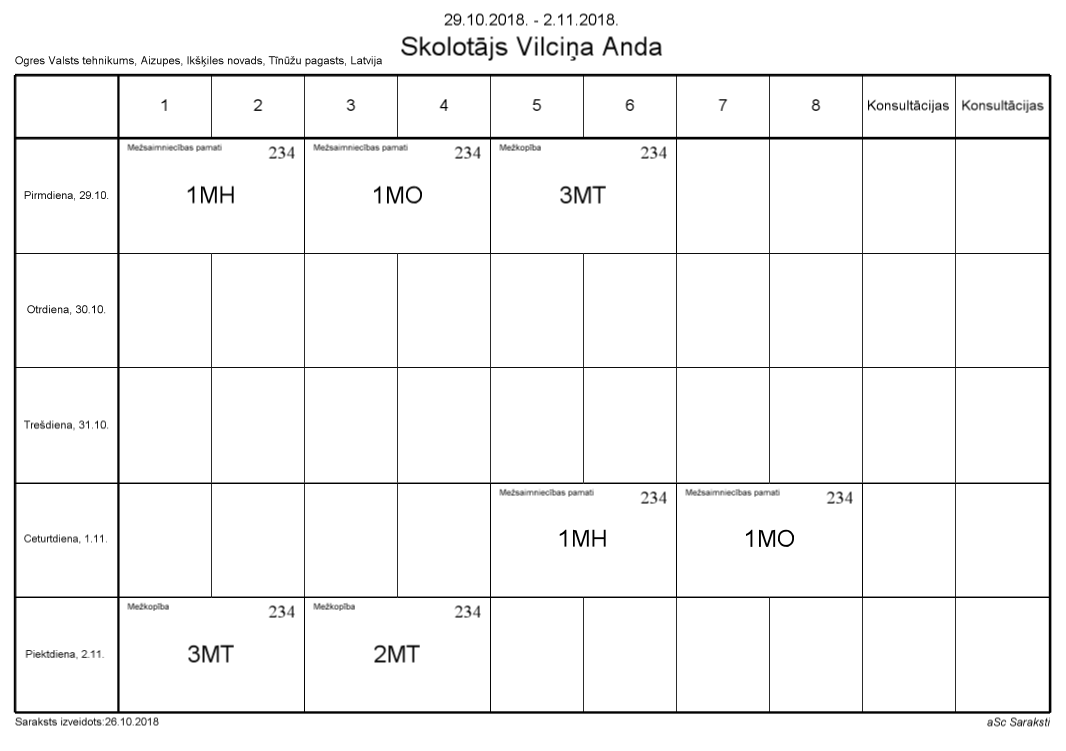 29.10.2018. - 2.11.2018.
Skolotājs Vilciņa Anda
Ogres Valsts tehnikums, Aizupes, Ikšķiles novads, Tīnūžu pagasts, Latvija
1 2 3 4 5 6 7 8 Konsultācijas Konsultācijas
Mežsaimniecības pamati 234 Mežsaimniecības pamati 234 Mežkopība 234
Pirmdiena, 29.10. 1MH 1MO 3MT
Otrdiena, 30.10.
Trešdiena, 31.10.
Mežsaimniecības pamati 234 Mežsaimniecības pamati 234
Ceturtdiena, 1.11. 1MH 1MO
Mežkopība 234 Mežkopība 234
Piektdiena, 2.11. 3MT 2MT
Saraksts izveidots:26.10.2018 aSc Saraksti